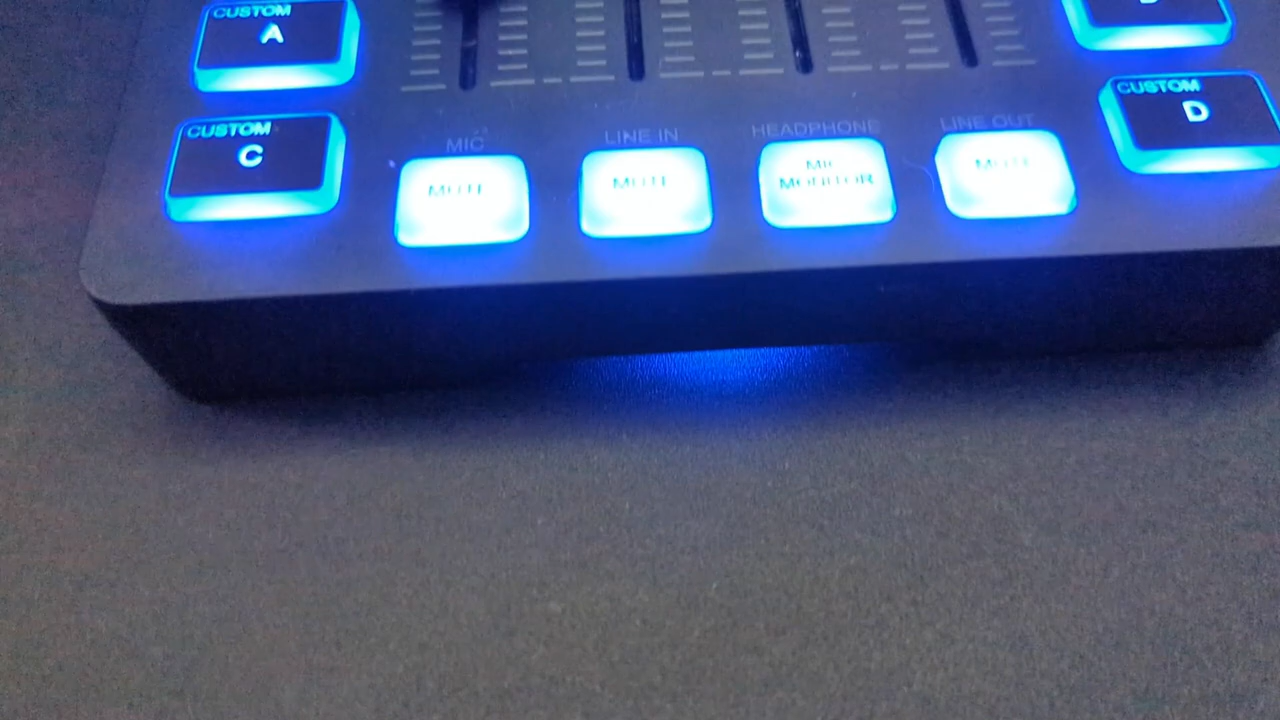 CUSTOM
A
CUSTOM
C
MIC
MUTE
LINE IN
MUTE
HEADPHONE
MIC
MONITOR
LINE OUT
MUTE
CUSTOM
D